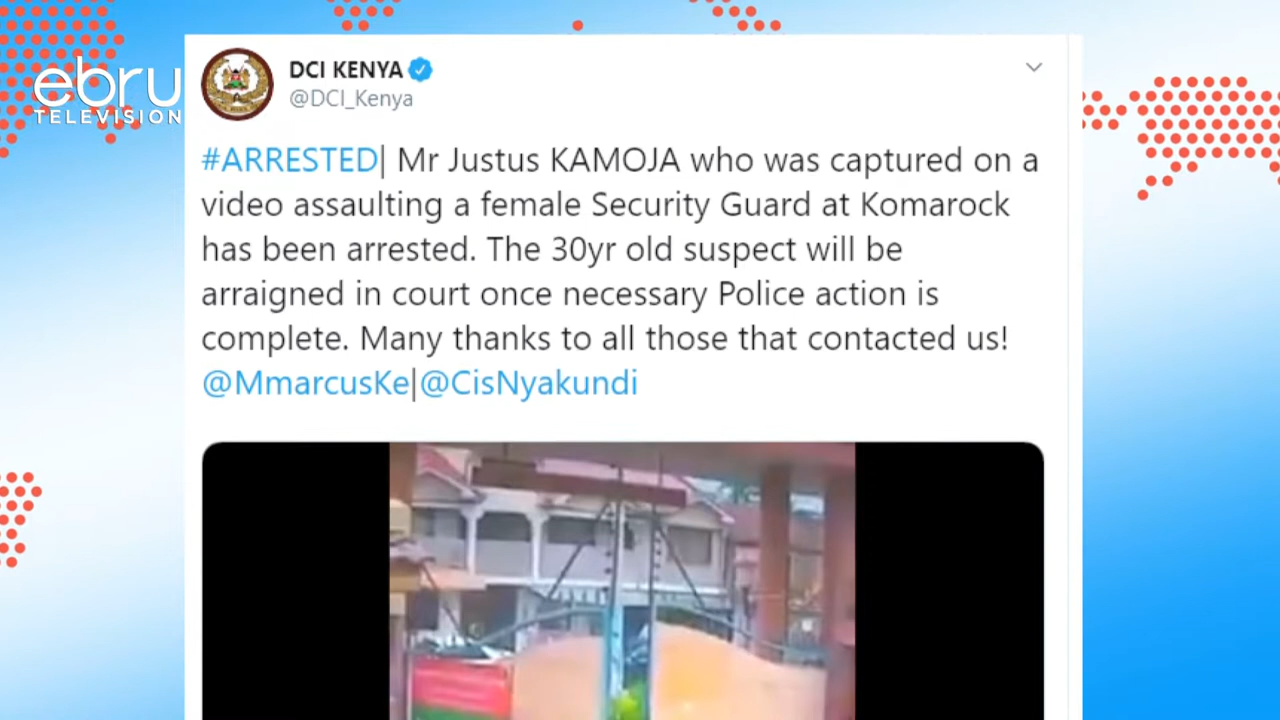 ebru
TELEVISION
DCI KENYA
@DCI_Kenya
#ARRESTED| Mr Justus KAMOJA who was captured on a
video assaulting a female Security Guard at Komarock
has been arrested. The 30yr old suspect will be
arraigned in court once necessary Police action is
complete. Many thanks to all those that contacted us!
@MmarcusKe|@CisNyakundi